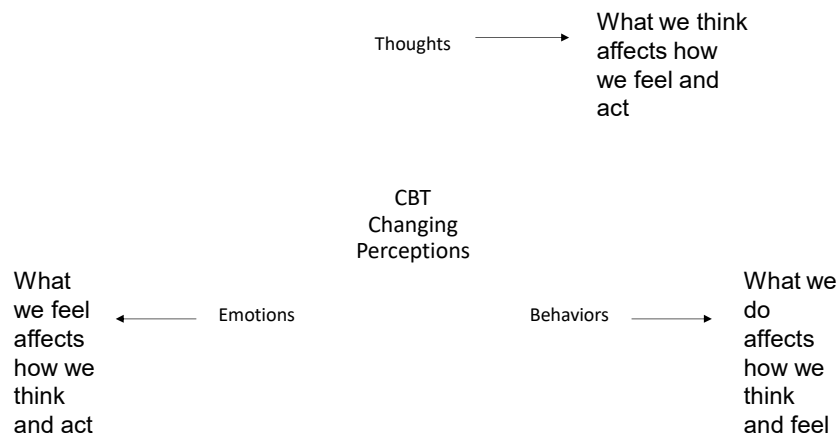 Thoughts
What we think
affects how
we feel and
act
CBT
Changing
Perceptions
What
we feel
affects
how we
think
and act
Emotions
Behaviors
What we
do
affects
how we
think
and feel